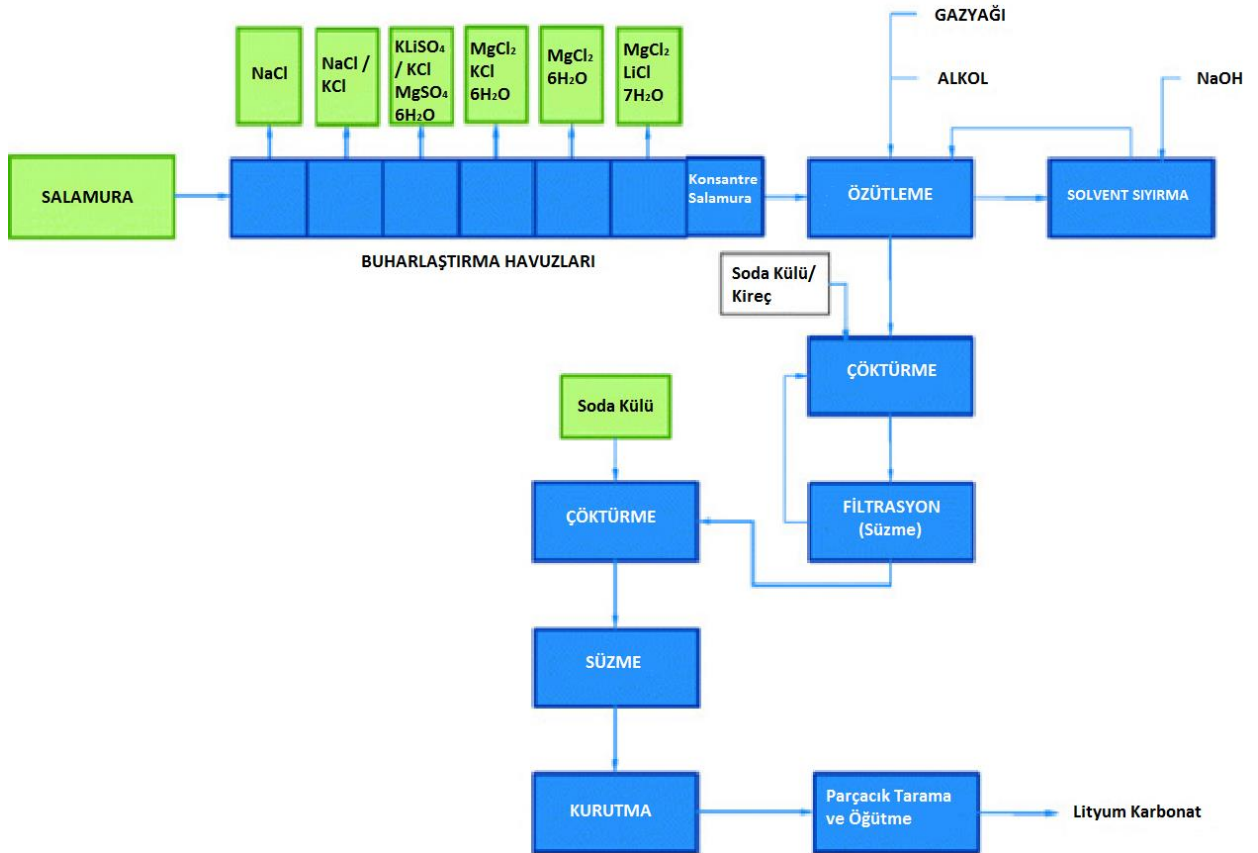 GAZYAĞI
ALKOL
NaOH
NaCl
NaCl /
KCl
KLiSO₄
/ KCl
MgSO₄
6H₂O
MgCl₂
KCl
6H₂O
MgCl₂
6H₂O
MgCl₂
LiCl
7H₂O
SALAMURA
Konsantre
Salamura
ÖZÜTLEME
SOLVENT SIYIRMA
BUHARLAŞTIRMA HAVUZLARI
Soda Külü/
Kireç
ÇÖKTÜRME
Soda Külü
ÇÖKTÜRME
FİLTRASYON
(Süzme)
SÜZME
KURUTMA
Parçacık Tarama
ve Öğütme
Lityum Karbonat